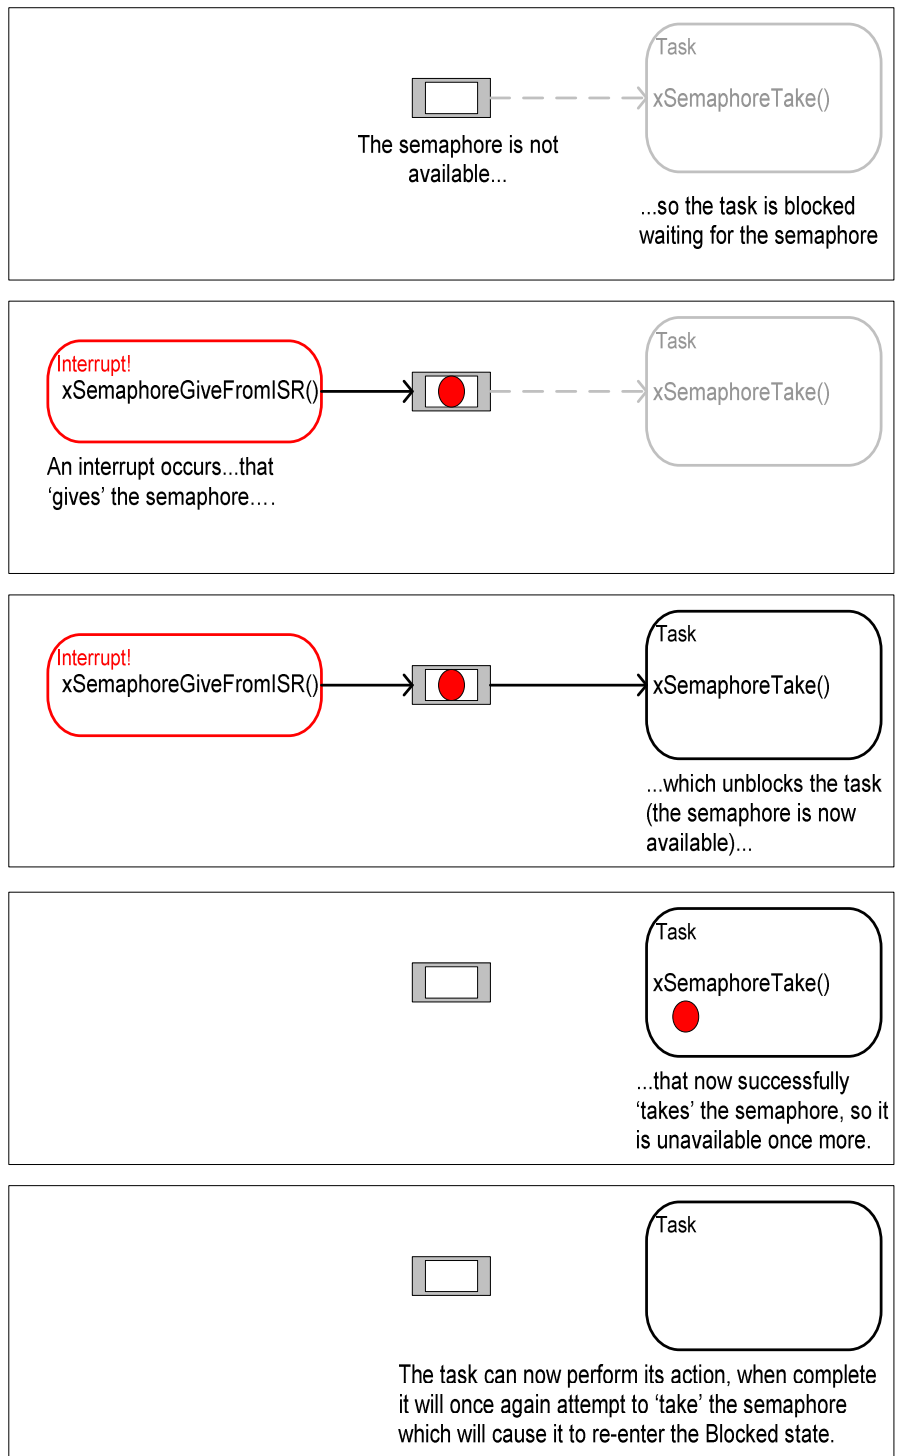 Task
xSemaphoreTake()
The semaphore is not
available...
...so the task is blocked
waiting for the semaphore
Interrupt!
xSemaphoreGiveFromISR()
Task
xSemaphoreTake()
An interrupt occurs...that
‘gives’ the semaphore….
Interrupt!
xSemaphoreGiveFromISR()
Task
xSemaphoreTake()
...which unblocks the task
(the semaphore is now
available)...
Task
xSemaphoreTake()
...that now successfully
‘takes’ the semaphore, so it
is unavailable once more.
Task
The task can now perform its action, when complete
it will once again attempt to ‘take’ the semaphore
which will cause it to re-enter the Blocked state.